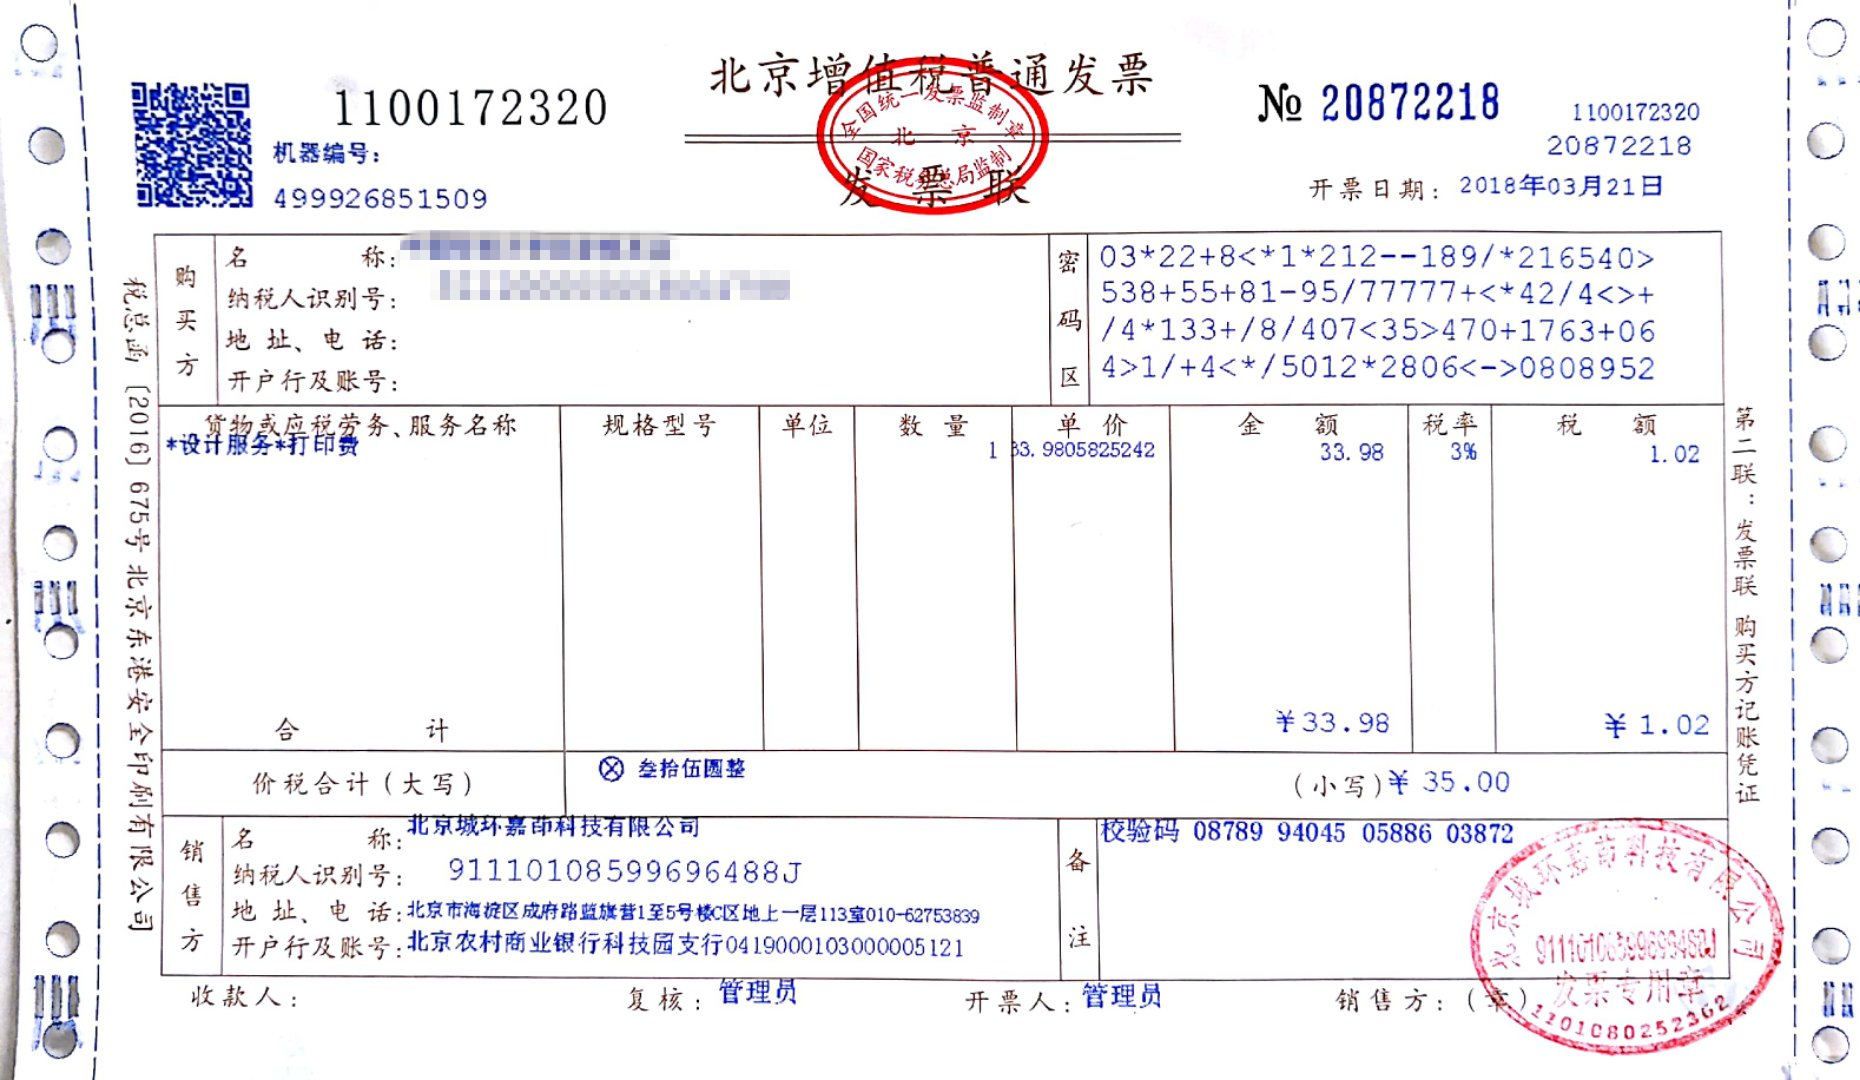 北京增值税普通发票
发票联
全国统一发票监制章
北京
国家税务总局监制
1100172320
机器编号:
499926851509
№ 20872218
1100172320
20872218
开票日期: 2018年03月21日
税总函〔2016〕675号北京东港安全印刷有限公司
购买方
名称:
纳税人识别号:
地址、电话:
开户行及账号:
密码区
03*22+8<*1*212--189/*216540>
538+55+81-95/77777+<*42/4<>+
/4*133+/8/407<35>470+1763+06
4>1/+4<*/5012*2806<->0808952
货物或应税劳务、服务名称 规格型号 单位 数量 单价 金额 税率 税额
*设计服务*打印费 1 33.9805825242 33.98 3% 1.02
合计 ¥33.98 ¥1.02
价税合计(大写) ⊗ 叁拾伍圆整 (小写)¥35.00
销售方
名称: 北京城环嘉茚科技有限公司
纳税人识别号: 91110108599696488J
地址、电话: 北京市海淀区成府路蓝旗营1至5号楼C区地上一层113室010-62753839
开户行及账号: 北京农村商业银行科技园支行0419000103000005121
备注
校验码 08789 94045 05886 03872
收款人: 复核: 管理员 开票人: 管理员 销售方:(章)
北京城环嘉茚科技有限公司
91110108599696488J
发票专用章
1101080252362
第二联:发票联 购买方记账凭证